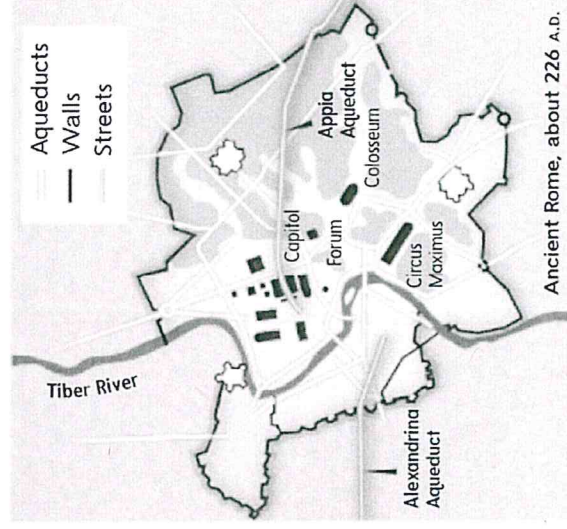 Aqueducts
Walls
Streets
Tiber River
Capitol
Forum
Appia
Aqueduct
Colosseum
Circus
Maximus
Alexandrina
Aqueduct
Ancient Rome, about 226 A.D.